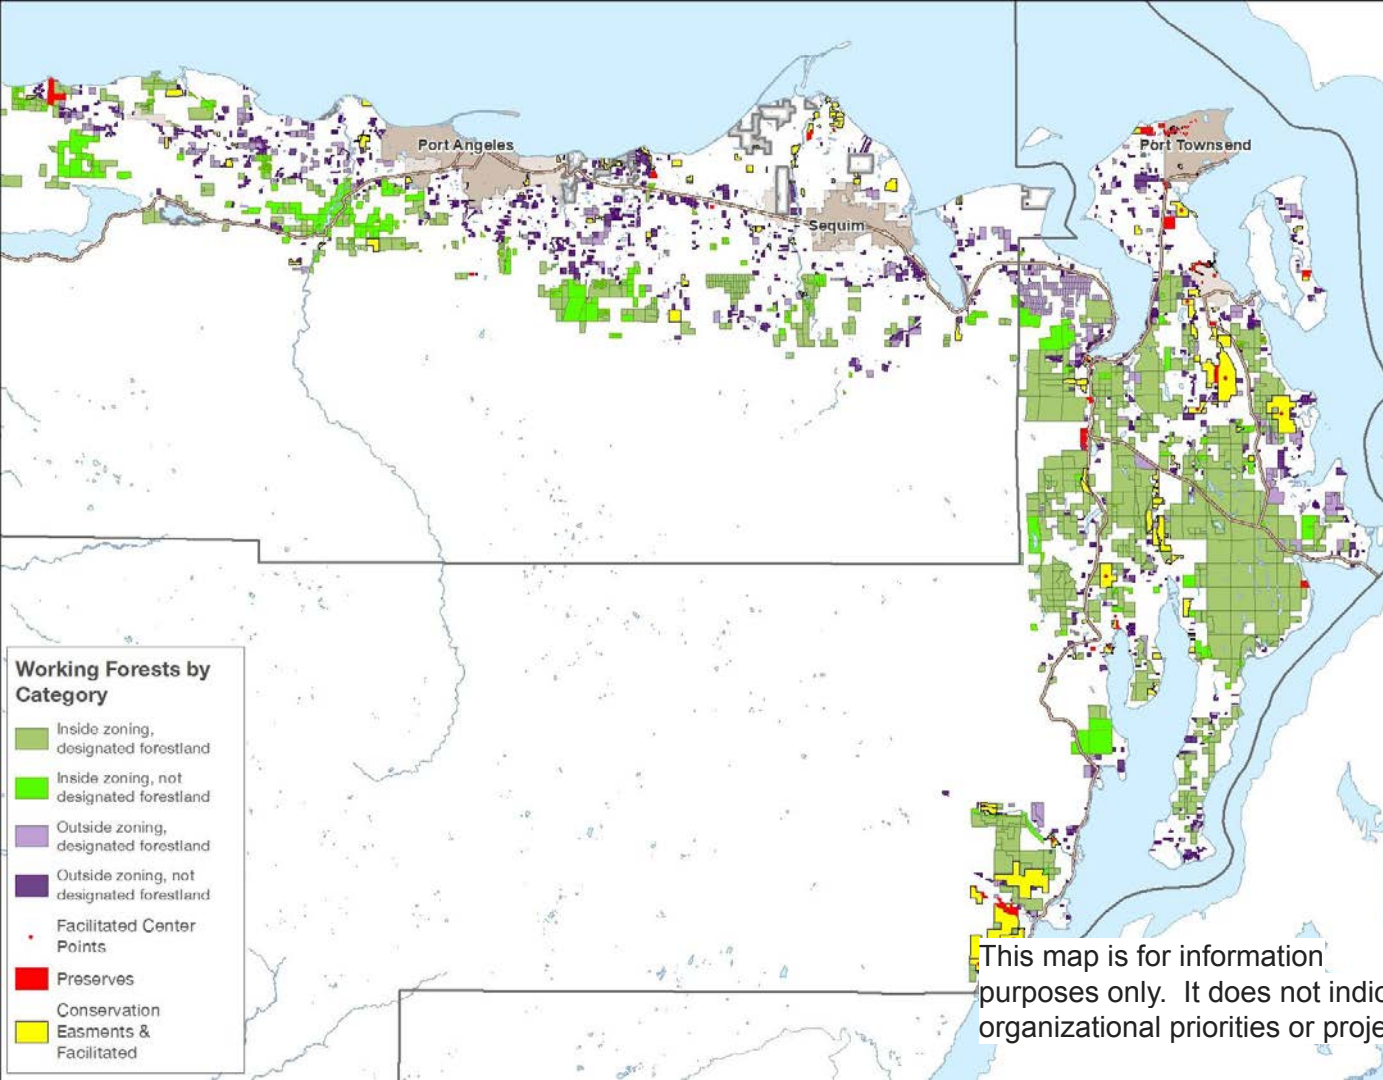 Port Angeles
Port Townsend
Sequim
Working Forests by
Category
Inside zoning,
designated forestland
Inside zoning, not
designated forestland
Outside zoning,
designated forestland
Outside zoning, not
designated forestland
Facilitated Center
Points
Preserves
Conservation
Easments &
Facilitated
This map is for information
purposes only. It does not indic
organizational priorities or proje